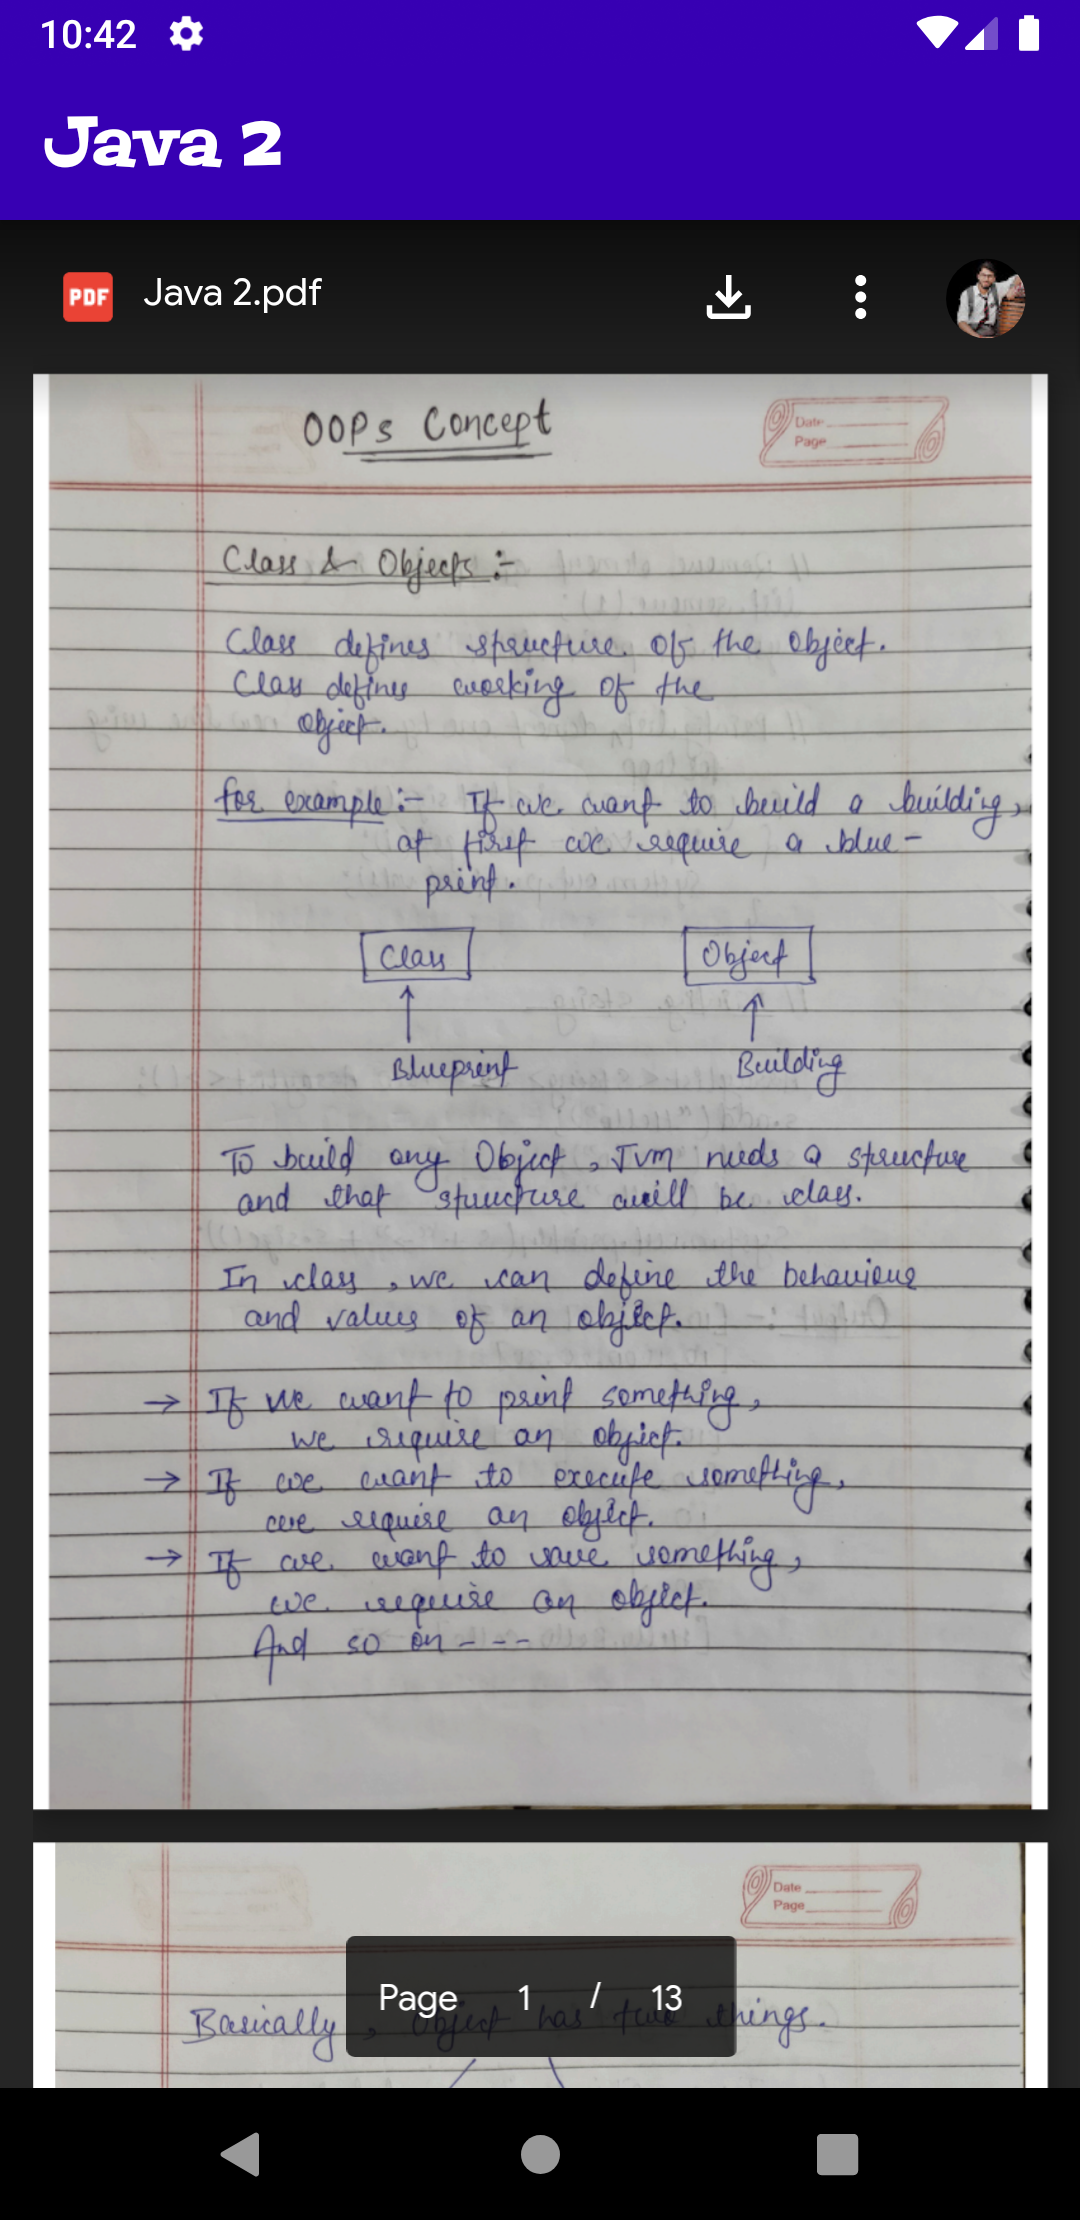 10:42
Java 2
PDF Java 2.pdf
OOPs Concept
Date
Page
Class & Objects :-
Class defines structure of the object.
Class defines working of the
object.
for example :- If we want to build a building,
at first we require a blue-
print.
Class Object
Blueprint Building
To build any Object, Jvm needs a structure
and that structure will be class.
In class, we can define the behaviour
and values of an object.
→ If we want to print something,
we require an object.
→ If we want to execute something,
we require an object.
→ If we want to save something,
we require an object.
And so on ----
Date
Page
Page 1 / 13
Basically, Object has two things.